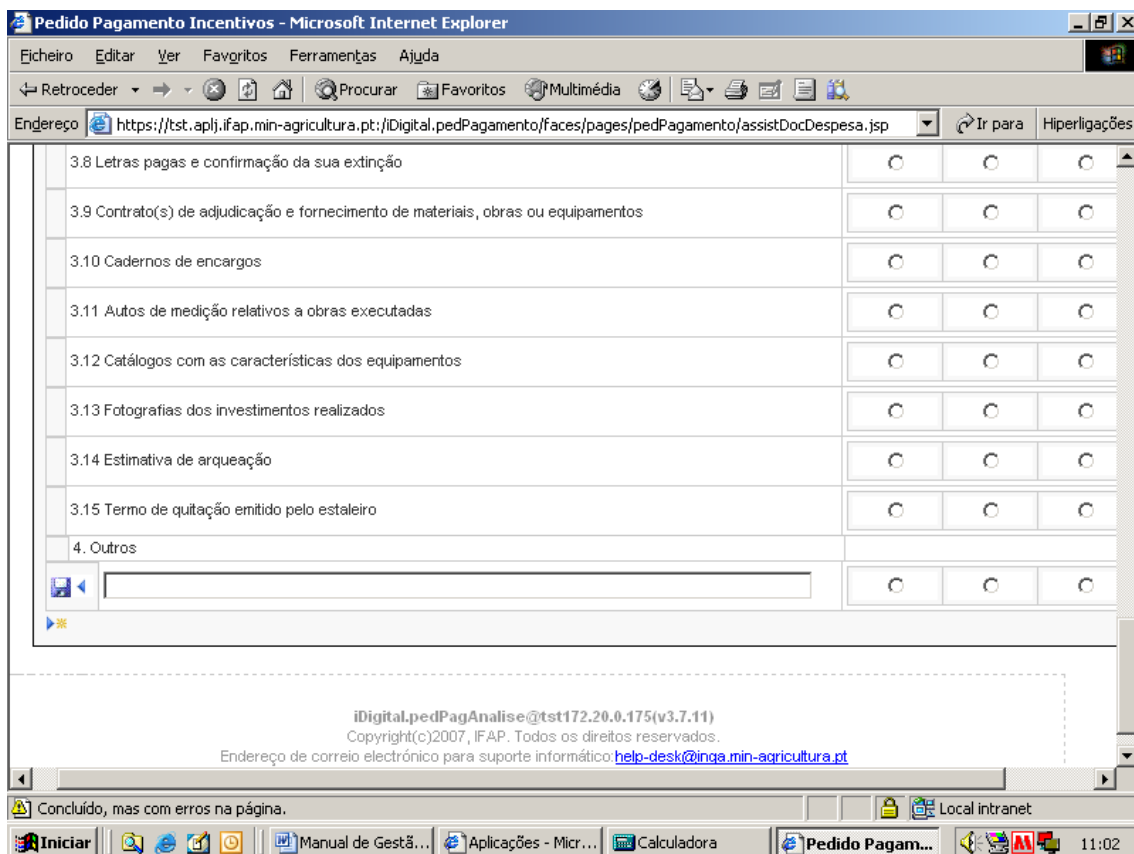 Pedido Pagamento Incentivos - Microsoft Internet Explorer
Ficheiro Editar Ver Favoritos Ferramentas Ajuda
Retroceder Procurar Favoritos Multimédia
Endereço https://tst.aplj.ifap.min-agricultura.pt:/iDigital.pedPagamento/faces/pages/pedPagamento/assistDocDespesa.jsp Ir para Hiperligações
3.8 Letras pagas e confirmação da sua extinção
3.9 Contrato(s) de adjudicação e fornecimento de materiais, obras ou equipamentos
3.10 Cadernos de encargos
3.11 Autos de medição relativos a obras executadas
3.12 Catálogos com as características dos equipamentos
3.13 Fotografias dos investimentos realizados
3.14 Estimativa de arqueação
3.15 Termo de quitação emitido pelo estaleiro
4. Outros
iDigital.pedPagAnalise@tst172.20.0.175(v3.7.11)
Copyright(c)2007, IFAP. Todos os direitos reservados.
Endereço de correio electrónico para suporte informático:help-desk@inga.min-agricultura.pt
Concluído, mas com erros na página. Local intranet
Iniciar Manual de Gestã... Aplicações - Micr... Calculadora Pedido Pagam... 11:02